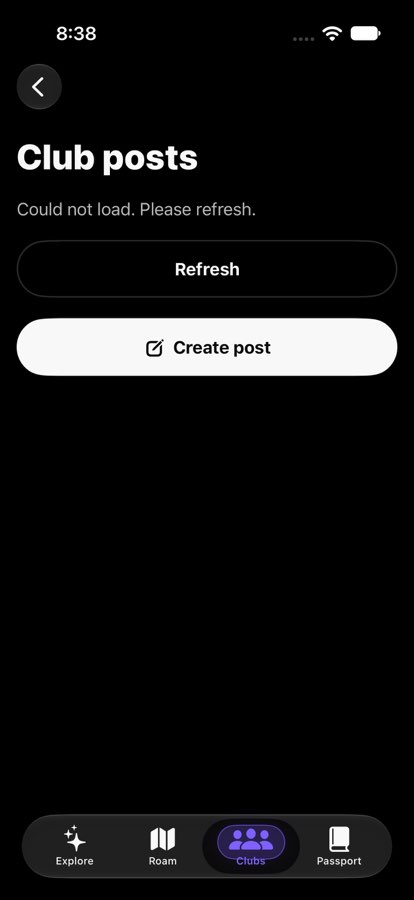 8:38
Club posts
Could not load. Please refresh.
Refresh
Create post
Explore
Roam
Clubs
Passport